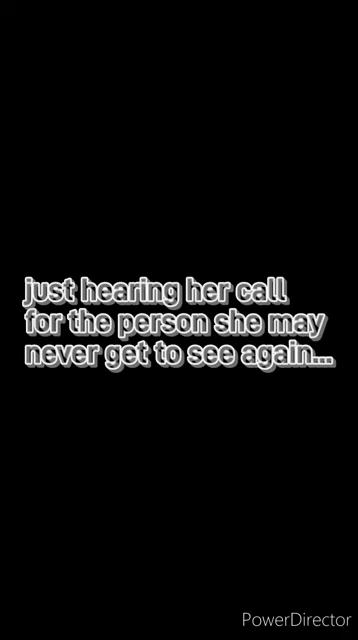 just hearing her call
for the person she may
never get to see again...
PowerDirector